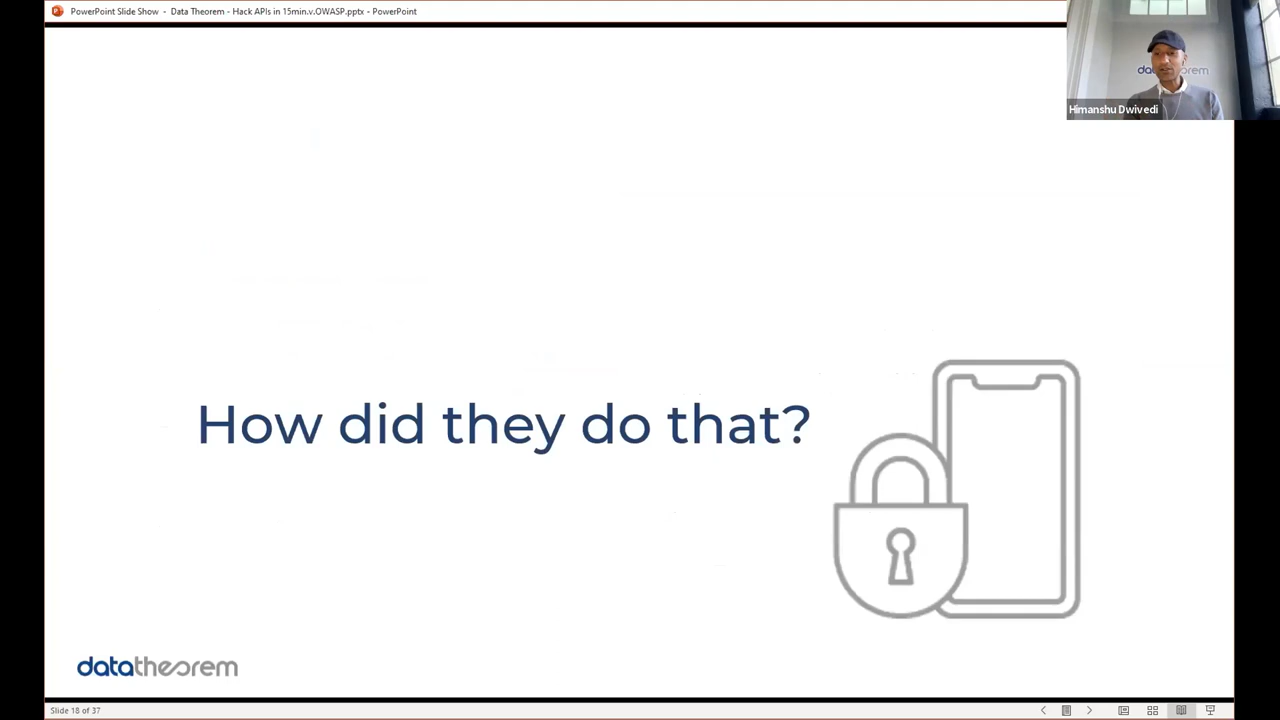 PowerPoint Slide Show - Data Theorem - Hack APIs in 15min.v.OWASP.pptx - PowerPoint
Himanshu Dwivedi
How did they do that?
datatheorem
Slide 18 of 37